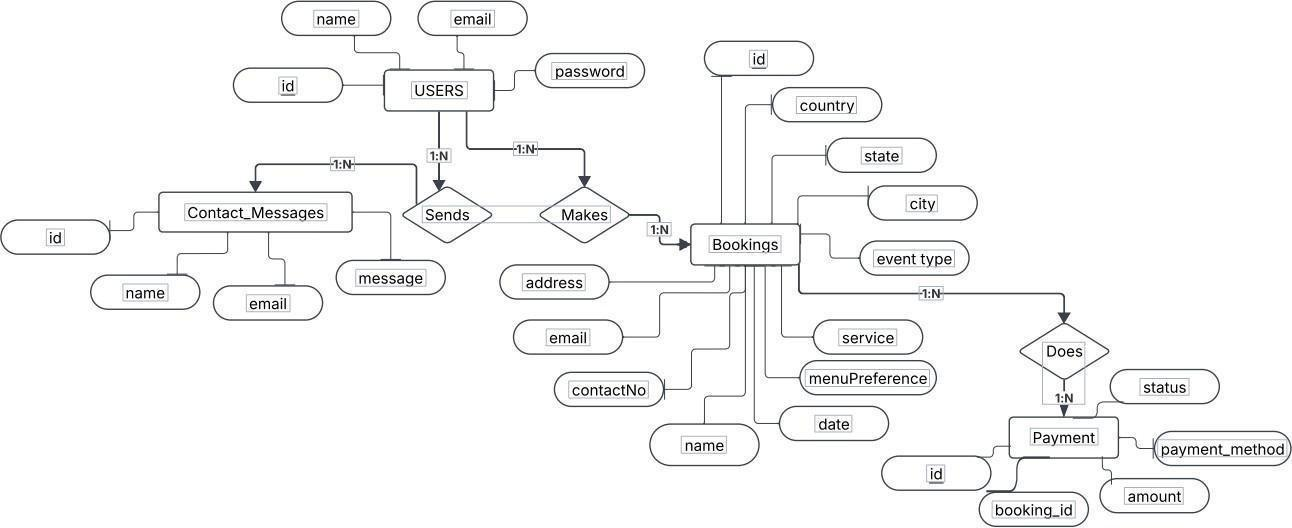 name
email
id
password
USERS
id
country
1:N
1:N
1:N
state
Contact_Messages
Sends
Makes
city
id
1:N
Bookings
event type
message
address
name
email
1:N
email
service
Does
contactNo
menuPreference
status
1:N
date
name
Payment
payment_method
id
amount
booking_id